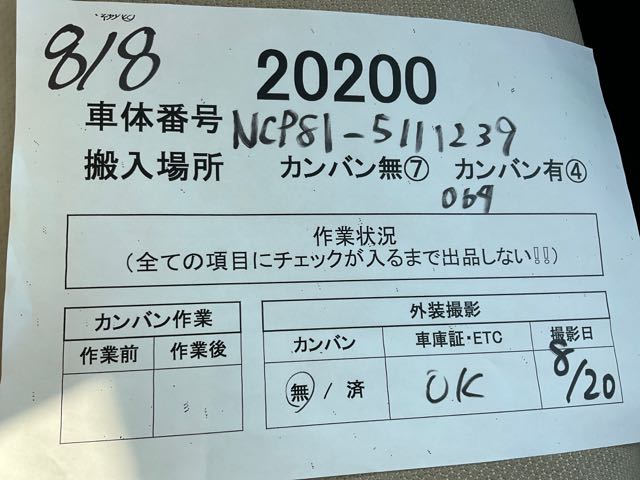 8/8
20200
車体番号 NCP81-5111239
搬入場所 カンバン無⑦ カンバン有④
064
作業状況
(全ての項目にチェックが入るまで出品しない!!)
カンバン作業
作業前 作業後
外装撮影
カンバン 車庫証・ETC 撮影日
無 / 済 OK 8/20